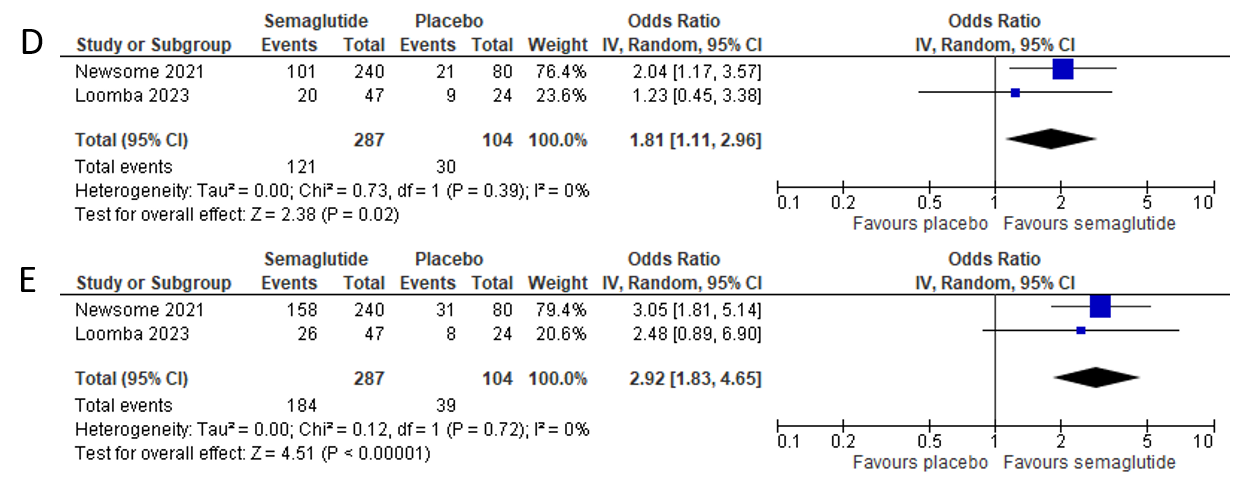 D
Semaglutide Placebo Odds Ratio Odds Ratio
Study or Subgroup Events Total Events Total Weight IV, Random, 95% CI IV, Random, 95% CI
Newsome 2021 101 240 21 80 76.4% 2.04 [1.17, 3.57]
Loomba 2023 20 47 9 24 23.6% 1.23 [0.45, 3.38]
Total (95% CI) 287 104 100.0% 1.81 [1.11, 2.96]
Total events 121 30
Heterogeneity: Tau² = 0.00; Chi² = 0.73, df = 1 (P = 0.39); I² = 0%
Test for overall effect: Z = 2.38 (P = 0.02)
0.1 0.2 0.5 1 2 5 10
Favours placebo Favours semaglutide
E
Semaglutide Placebo Odds Ratio Odds Ratio
Study or Subgroup Events Total Events Total Weight IV, Random, 95% CI IV, Random, 95% CI
Newsome 2021 158 240 31 80 79.4% 3.05 [1.81, 5.14]
Loomba 2023 26 47 8 24 20.6% 2.48 [0.89, 6.90]
Total (95% CI) 287 104 100.0% 2.92 [1.83, 4.65]
Total events 184 39
Heterogeneity: Tau² = 0.00; Chi² = 0.12, df = 1 (P = 0.72); I² = 0%
Test for overall effect: Z = 4.51 (P < 0.00001)
0.1 0.2 0.5 1 2 5 10
Favours placebo Favours semaglutide